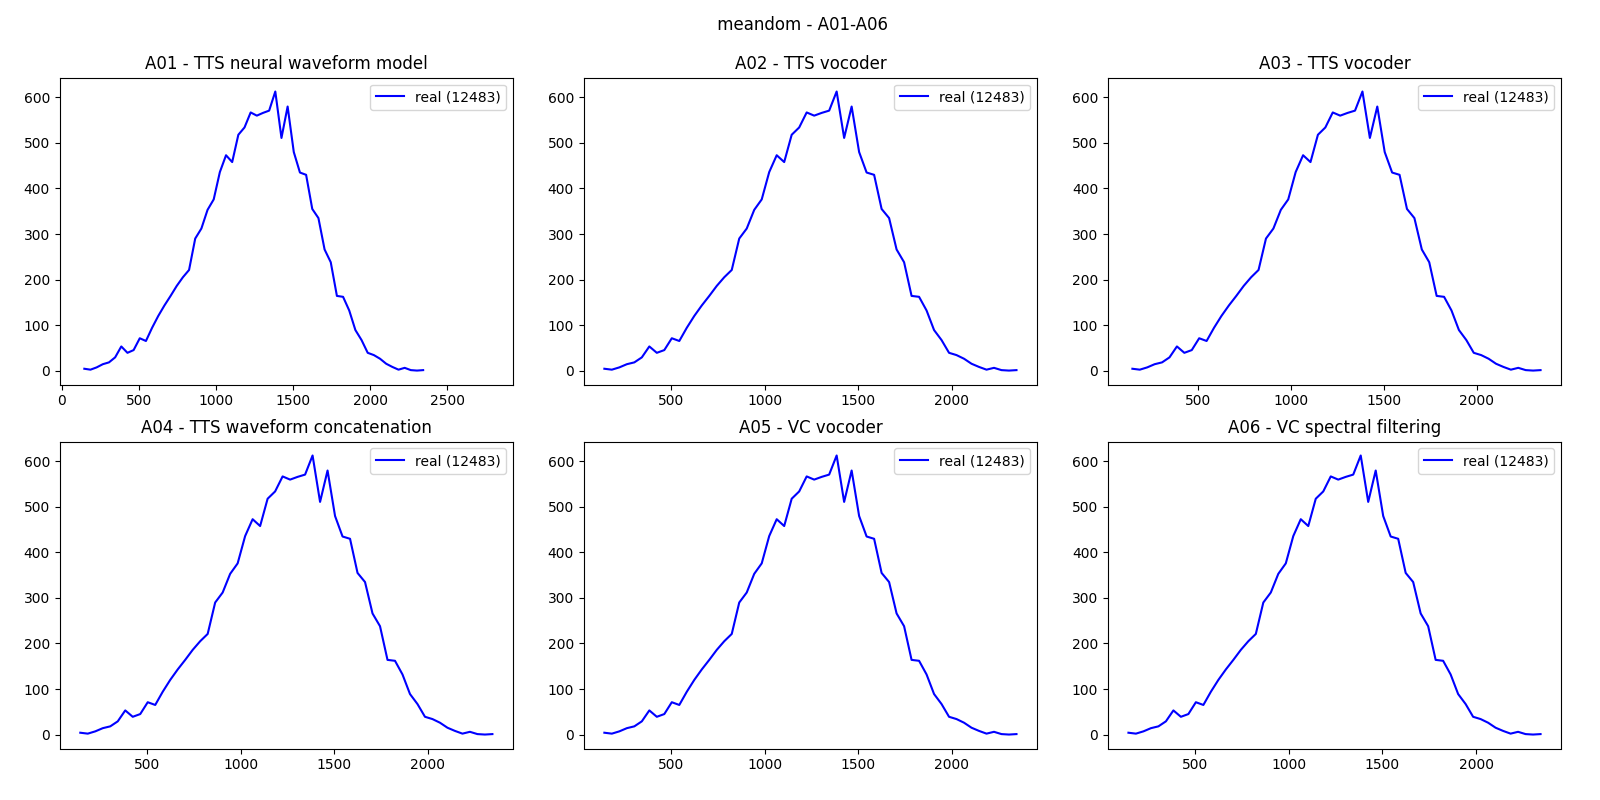 meandom - A01-A06
A01 - TTS neural waveform model
real (12483)
600
500
400
300
200
100
0
0 500 1000 1500 2000 2500
A02 - TTS vocoder
real (12483)
600
500
400
300
200
100
0
500 1000 1500 2000
A03 - TTS vocoder
real (12483)
600
500
400
300
200
100
0
500 1000 1500 2000
A04 - TTS waveform concatenation
real (12483)
600
500
400
300
200
100
0
500 1000 1500 2000
A05 - VC vocoder
real (12483)
600
500
400
300
200
100
0
500 1000 1500 2000
A06 - VC spectral filtering
real (12483)
600
500
400
300
200
100
0
500 1000 1500 2000